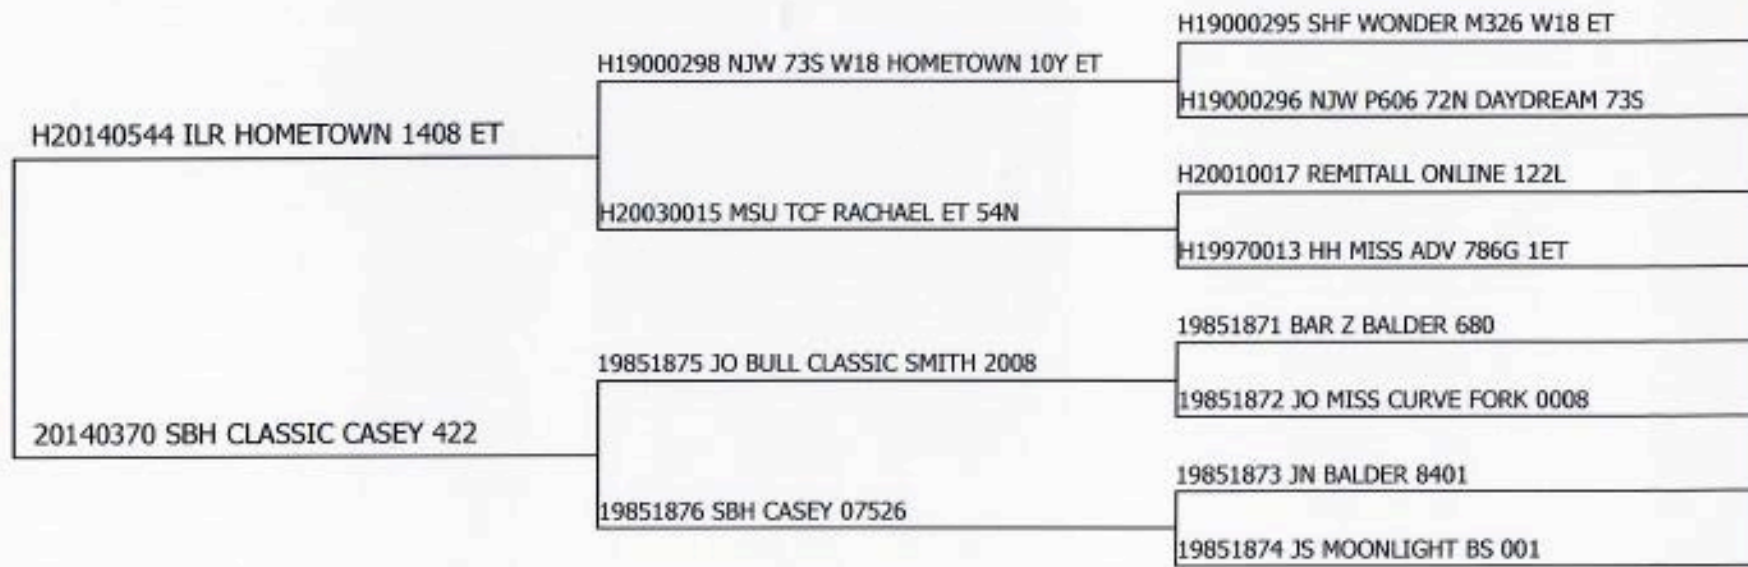 H19000295 SHF WONDER M326 W18 ET
H19000298 NJW 73S W18 HOMETOWN 10Y ET
H19000296 NJW P606 72N DAYDREAM 73S
H20140544 ILR HOMETOWN 1408 ET
H20010017 REMITALL ONLINE 122L
H20030015 MSU TCF RACHAEL ET 54N
H19970013 HH MISS ADV 786G 1ET
19851871 BAR Z BALDER 680
19851875 JO BULL CLASSIC SMITH 2008
19851872 JO MISS CURVE FORK 0008
20140370 SBH CLASSIC CASEY 422
19851873 JN BALDER 8401
19851876 SBH CASEY 07526
19851874 JS MOONLIGHT BS 001